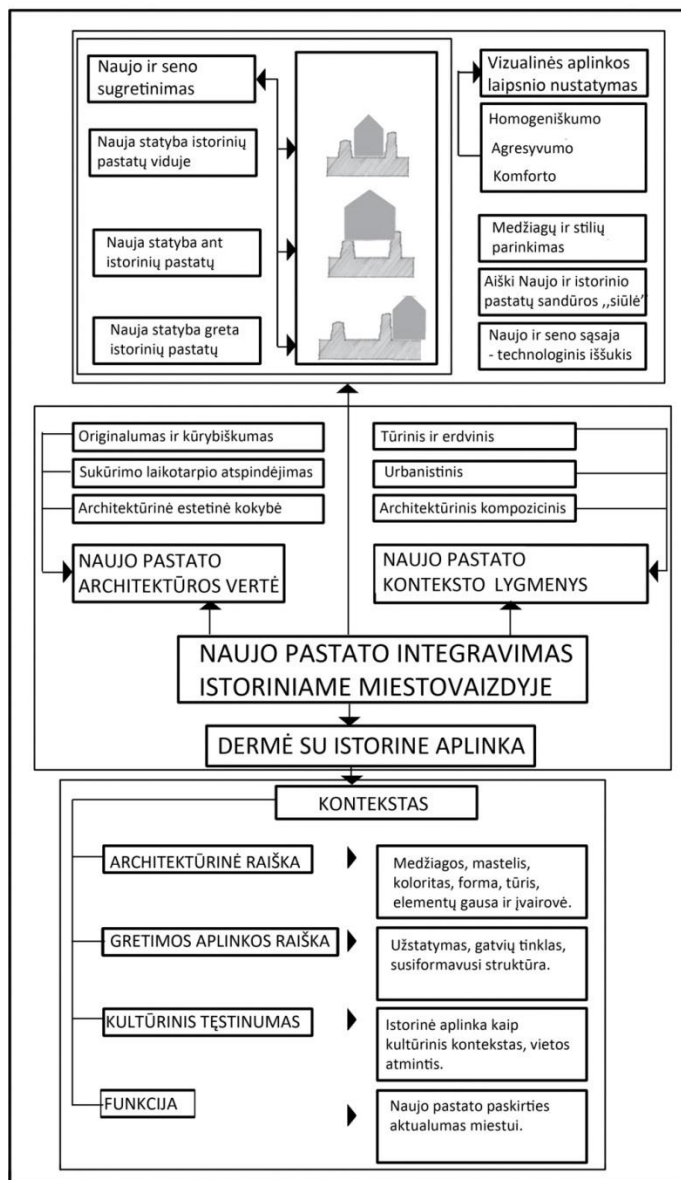 Naujo ir seno
sugretinimas
Nauja statyba istorinių
pastatų viduje
Nauja statyba ant
istorinių pastatų
Nauja statyba greta
istorinių pastatų
Vizualinės aplinkos
laipsnio nustatymas
Homogeniškumo
Agresyvumo
Komforto
Medžiagų ir stilių
parinkimas
Aiški Naujo ir istorinio
pastatų sandūros ,,siūlė"
Naujo ir seno sąsaja
- technologinis iššukis
Originalumas ir kūrybiškumas
Sukūrimo laikotarpio atspindėjimas
Architektūrinė estetinė kokybė
NAUJO PASTATO
ARCHITEKTŪROS VERTĖ
Tūrinis ir erdvinis
Urbanistinis
Architektūrinis kompozicinis
NAUJO PASTATO
KONTEKSTO LYGMENYS
NAUJO PASTATO INTEGRAVIMAS
ISTORINIAME MIESTOVAIZDYJE
DERMĖ SU ISTORINE APLINKA
KONTEKSTAS
ARCHITEKTŪRINĖ RAIŠKA
Medžiagos, mastelis,
koloritas, forma, tūris,
elementų gausa ir įvairovė.
GRETIMOS APLINKOS RAIŠKA
Užstatymas, gatvių tinklas,
susiformavusi struktūra.
KULTŪRINIS TĘSTINUMAS
Istorinė aplinka kaip
kultūrinis kontekstas, vietos
atmintis.
FUNKCIJA
Naujo pastato paskirties
aktualumas miestui.